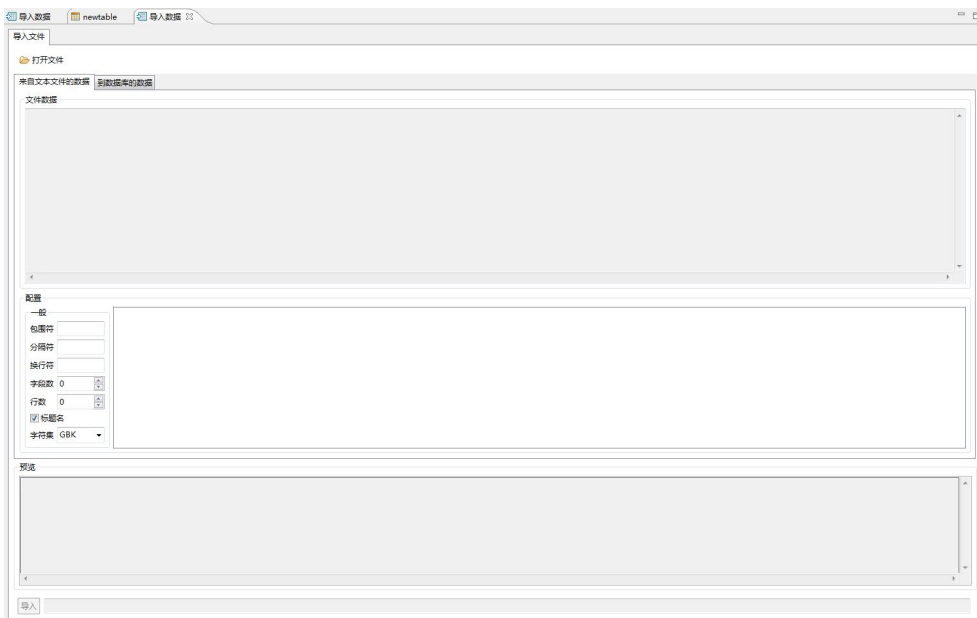 导入数据 newtable 导入数据
导入文件
打开文件
来自文本文件的数据 到数据库的数据
文件数据
配置
一般
包围符
分隔符
换行符
字段数 0
行数 0
标题名
字符集 GBK
预览
导入